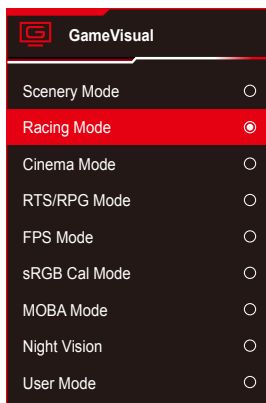 GameVisual
Scenery Mode
Racing Mode
Cinema Mode
RTS/RPG Mode
FPS Mode
sRGB Cal Mode
MOBA Mode
Night Vision
User Mode